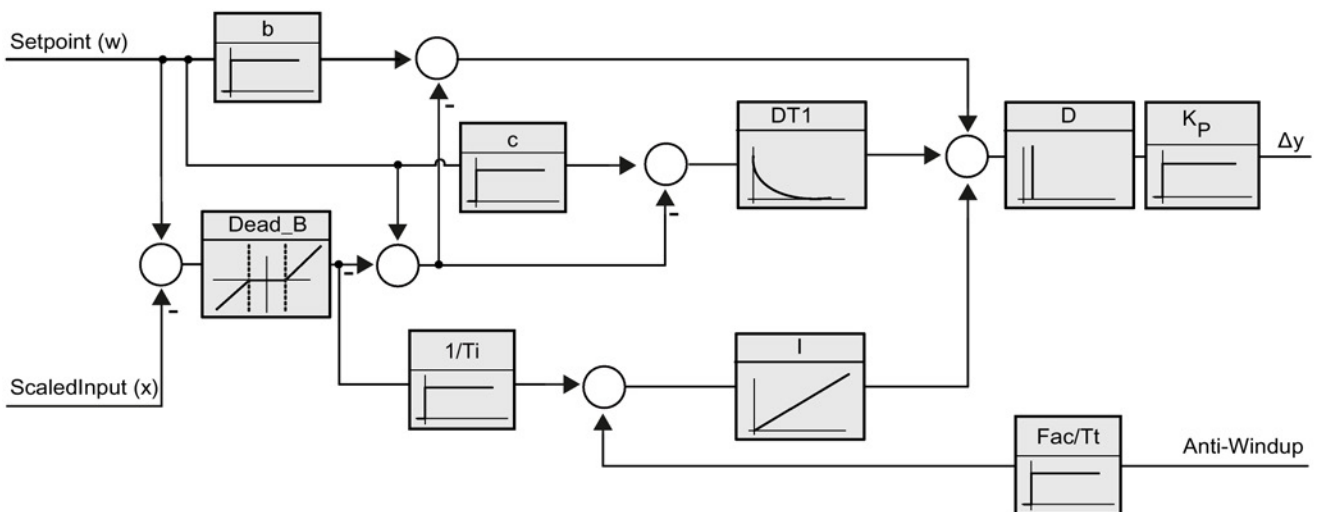 Setpoint (w)
b
-
c
DT1
D
K_P
Δy
-
Dead_B
-
-
ScaledInput (x)
1/Ti
I
Fac/Tt
Anti-Windup